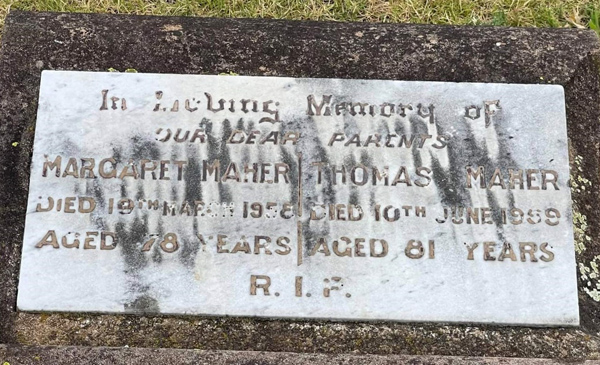 In Loving Memory of
OUR DEAR PARENTS
MARGARET MAHER THOMAS MAHER
DIED 19TH MARCH 1958 DIED 10TH JUNE
AGED 78 YEARS AGED 81 YEARS
R.I.P.